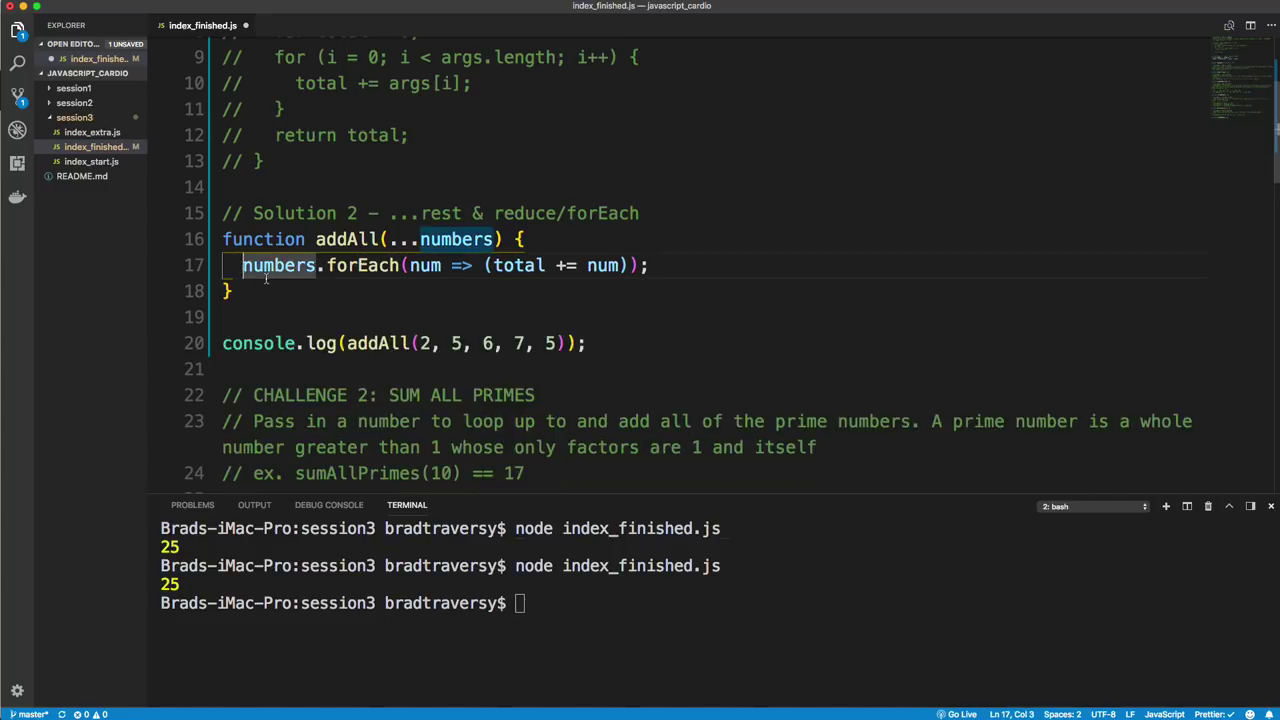 index_finished.js — javascript_cardio
EXPLORER
index_finished.js
OPEN EDITO... 1 UNSAVED
index_finishe... M
JAVASCRIPT_CARDIO
session1
session2
session3
index_extra.js
index_finished... M
index_start.js
README.md
9 //   for (i = 0; i < args.length; i++) {
10 //     total += args[i];
11 //   }
12 //   return total;
13 // }
14
15 // Solution 2 - ...rest & reduce/forEach
16 function addAll(...numbers) {
17   numbers.forEach(num => (total += num));
18 }
19
20 console.log(addAll(2, 5, 6, 7, 5));
21
22 // CHALLENGE 2: SUM ALL PRIMES
23 // Pass in a number to loop up to and add all of the prime numbers. A prime number is a whole
number greater than 1 whose only factors are 1 and itself
24 // ex. sumAllPrimes(10) == 17
PROBLEMS OUTPUT DEBUG CONSOLE TERMINAL 2: bash
Brads-iMac-Pro:session3 bradtraversy$ node index_finished.js
25
Brads-iMac-Pro:session3 bradtraversy$ node index_finished.js
25
Brads-iMac-Pro:session3 bradtraversy$
master* 0 0 Go Live Ln 17, Col 3 Spaces: 2 UTF-8 LF JavaScript Prettier: ✓